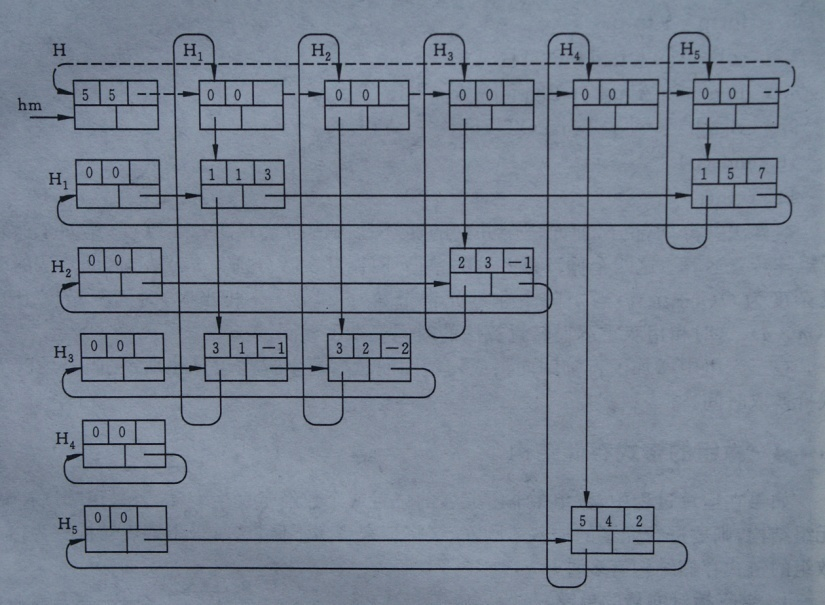 H H₁ H₂ H₃ H₄ H₅
5 5 0 0 0 0 0 0 0 0 0 0
hm
H₁ 0 0 1 1 3 1 5 7
H₂ 0 0 2 3 −1
H₃ 0 0 3 1 −1 3 2 −2
H₄ 0 0
H₅ 0 0 5 4 2